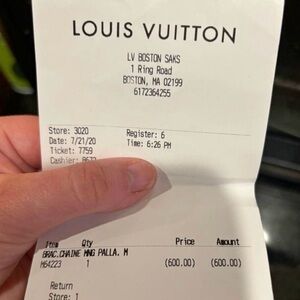 LOUIS VUITTON
LV BOSTON SAKS
1 Ring Road
BOSTON, MA 02199
6172364255
Store: 3020 Register: 6
Date: 7/21/20 Time: 6:26 PM
Ticket: 7759
Cashier:
Item Qty Price Amount
BRAC.CHAINE MNG PALLA. M
M64223 1 (600.00) (600.00)
Return
Store: 1